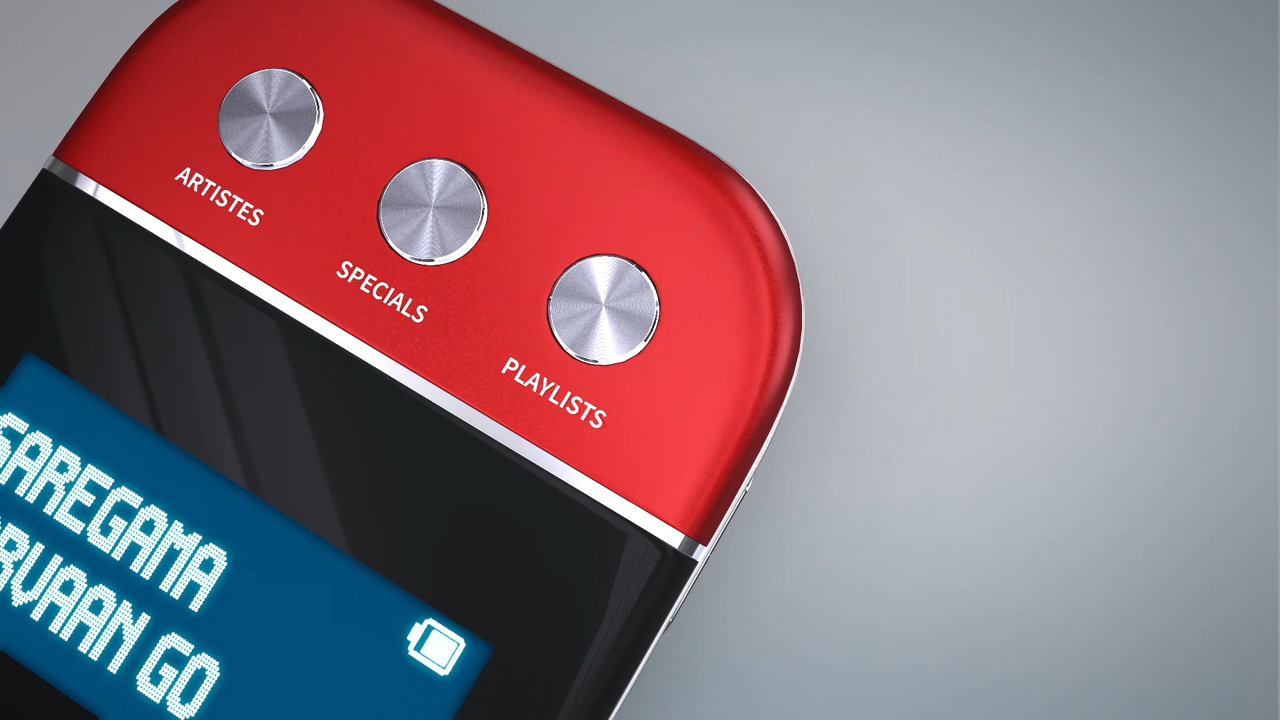 ARTISTES
SPECIALS
PLAYLISTS
SAREGAMA
RVAAN GO